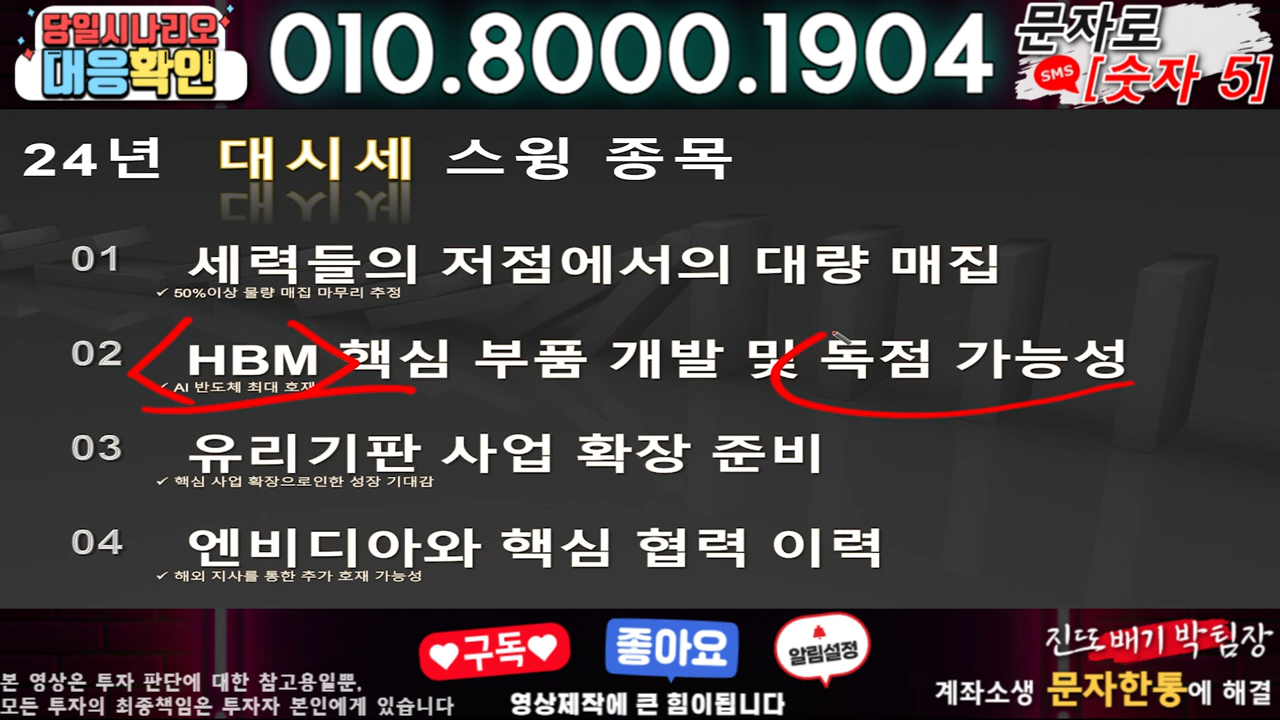 당일시나리오
대응확인
010.8000.1904
문자로
SMS [숫자 5]
24년 대시세 스윙 종목
01 세력들의 저점에서의 대량 매집
✓ 50%이상 물량 매집 마무리 추정
02 HBM 핵심 부품 개발 및 독점 가능성
✓ AI 반도체 최대 호재
03 유리기판 사업 확장 준비
✓ 핵심 사업 확장으로인한 성장 기대감
04 엔비디아와 핵심 협력 이력
✓ 해외 지사를 통한 추가 호재 가능성
구독
좋아요
알림설정
영상제작에 큰 힘이됩니다
본 영상은 투자 판단에 대한 참고용일뿐,
모든 투자의 최종책임은 투자자 본인에게 있습니다
진또배기 박팀장
계좌소생 문자한통에 해결